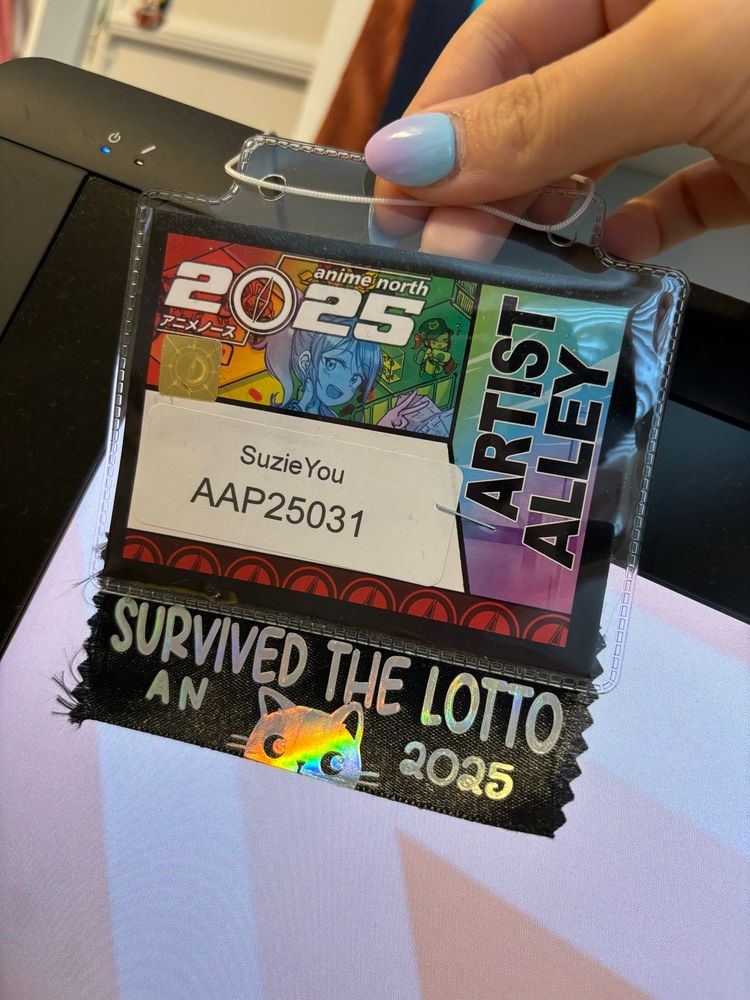 anime north
2025
アニメノース
ARTIST
ALLEY
SuzieYou
AAP25031
SURVIVED THE LOTTO
AN 2025